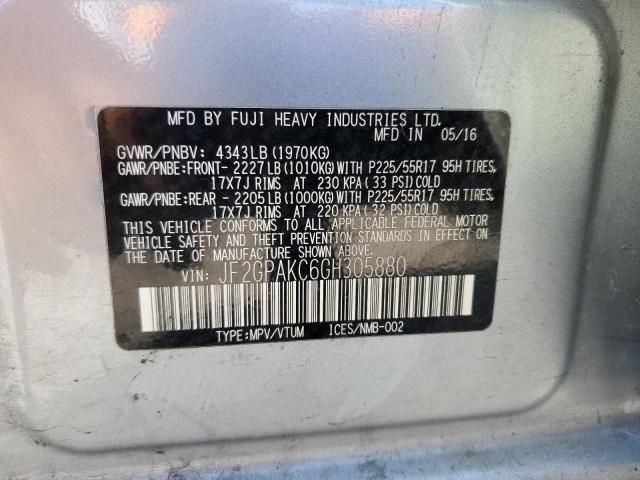 MFD BY FUJI HEAVY INDUSTRIES LTD.
MFD IN 05/16
GVWR/PNBV: 4343LB(1970KG)
GAWR/PNBE:FRONT- 2227LB(1010KG)WITH P225/55R17 95H TIRES,
17X7J RIMS AT 230 KPA(33 PSI)COLD
GAWR/PNBE:REAR - 2205LB(1000KG)WITH P225/55R17 95H TIRES,
17X7J RIMS AT 220 KPA(32 PSI)COLD
THIS VEHICLE CONFORMS TO ALL APPLICABLE FEDERAL MOTOR
VEHICLE SAFETY AND THEFT PREVENTION STANDARDS IN EFFECT ON
THE DATE OF MANUFACTURE SHOWN ABOVE.
VIN: JF2GPAKC6GH305880
TYPE:MPV/VTUM ICES/NMB-002